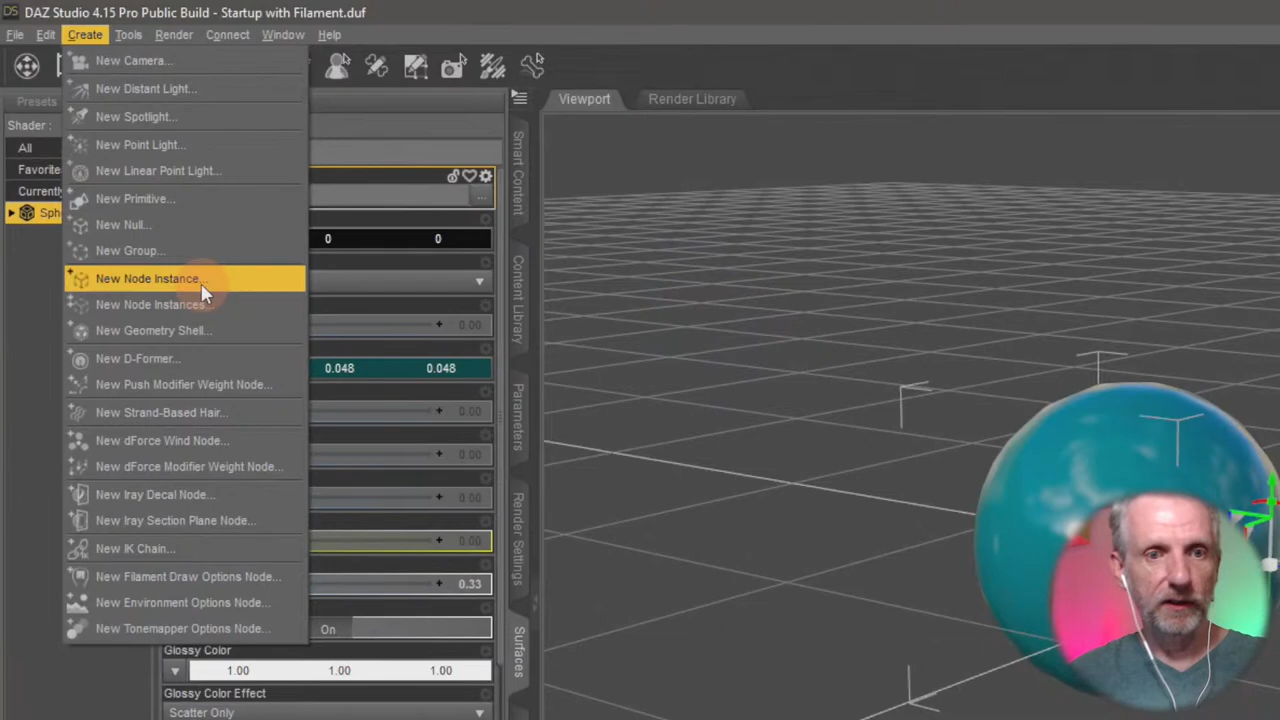 DAZ Studio 4.15 Pro Public Build - Startup with Filament.duf
File Edit Create Tools Render Connect Window Help
New Camera...
New Distant Light...
New Spotlight...
New Point Light...
New Linear Point Light...
New Primitive...
New Null...
New Group...
New Node Instance...
New Node Instances...
New Geometry Shell...
New D-Former...
New Push Modifier Weight Node...
New Strand-Based Hair...
New dForce Wind Node...
New dForce Modifier Weight Node...
New Iray Decal Node...
New Iray Section Plane Node...
New IK Chain...
New Filament Draw Options Node...
New Environment Options Node...
New Tonemapper Options Node...
Presets
Shader :
All
Favorite
Currently
Sph
...
0 0
0.00
0.048 0.048
0.00
0.00
0.00
0.00
0.33
On
Glossy Color
1.00 1.00 1.00
Glossy Color Effect
Scatter Only
Smart Content
Content Library
Parameters
Render Settings
Surfaces
Viewport Render Library